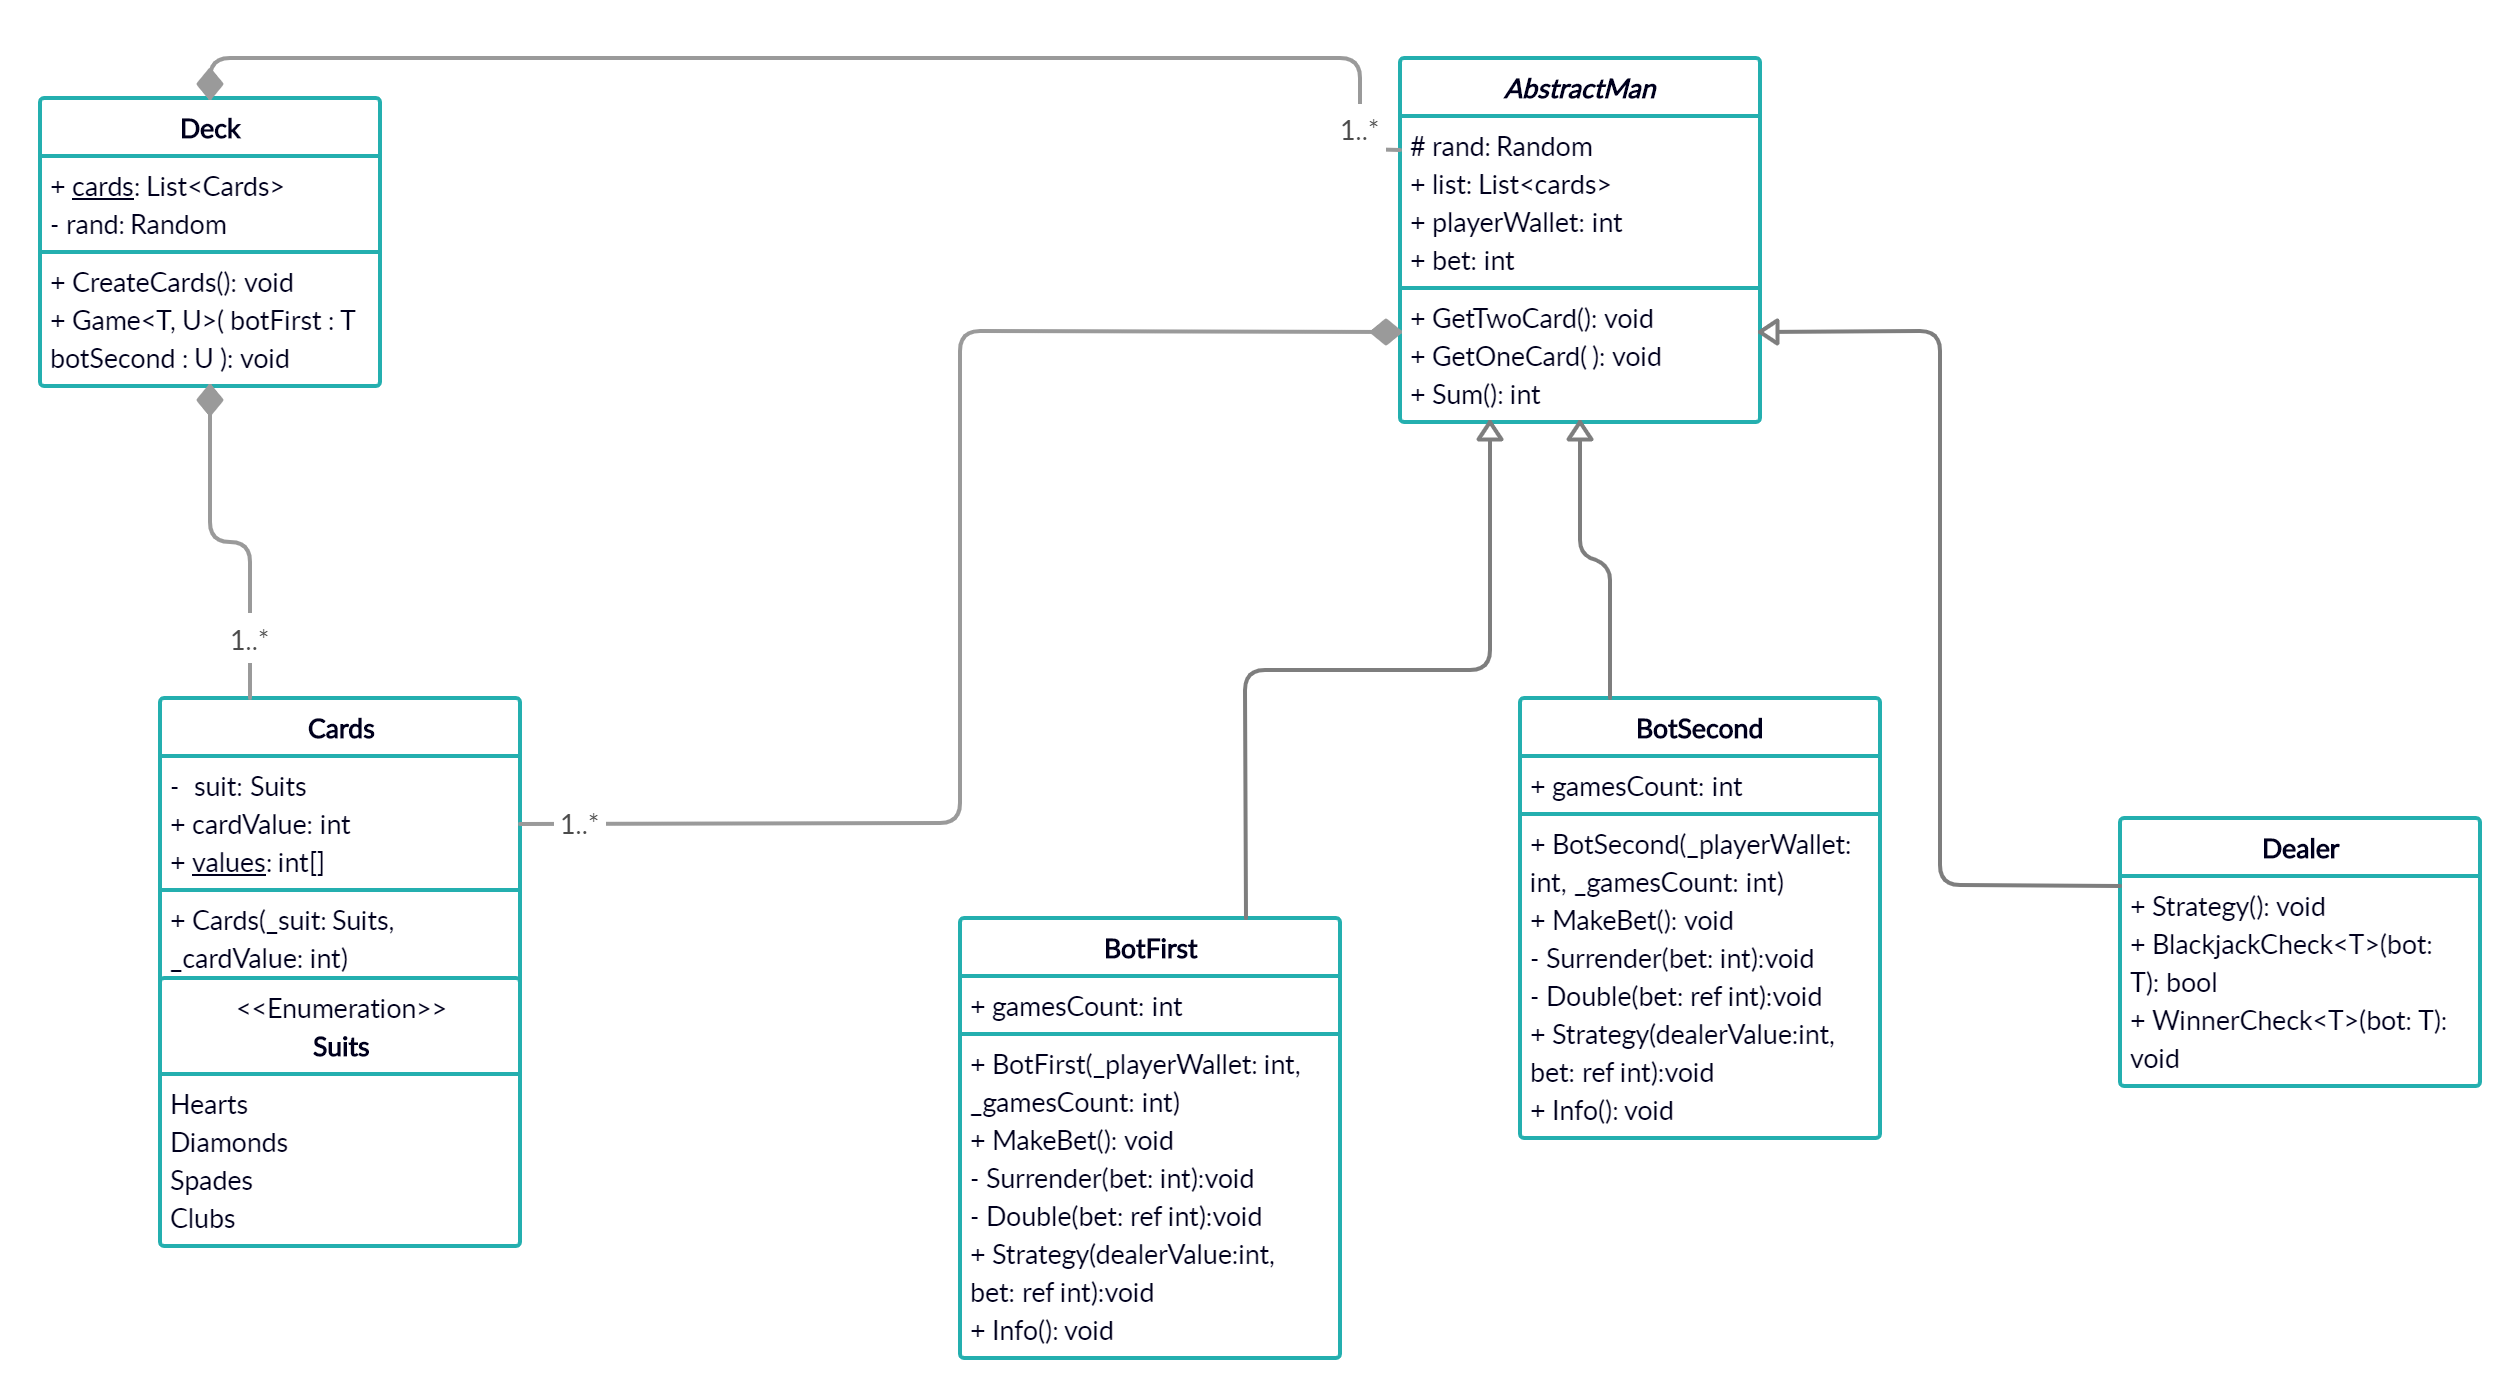 Deck
+ cards: List<Cards>
- rand: Random
+ CreateCards(): void
+ Game<T, U>( botFirst : T
botSecond : U ): void
1..*
AbstractMan
# rand: Random
+ list: List<cards>
+ playerWallet: int
+ bet: int
+ GetTwoCard(): void
+ GetOneCard( ): void
+ Sum(): int
1..*
Cards
- suit: Suits
+ cardValue: int
+ values: int[]
+ Cards(_suit: Suits,
_cardValue: int)
<<Enumeration>>
Suits
Hearts
Diamonds
Spades
Clubs
1..*
BotFirst
+ gamesCount: int
+ BotFirst(_playerWallet: int,
_gamesCount: int)
+ MakeBet(): void
- Surrender(bet: int):void
- Double(bet: ref int):void
+ Strategy(dealerValue:int,
bet: ref int):void
+ Info(): void
BotSecond
+ gamesCount: int
+ BotSecond(_playerWallet:
int, _gamesCount: int)
+ MakeBet(): void
- Surrender(bet: int):void
- Double(bet: ref int):void
+ Strategy(dealerValue:int,
bet: ref int):void
+ Info(): void
Dealer
+ Strategy(): void
+ BlackjackCheck<T>(bot:
T): bool
+ WinnerCheck<T>(bot: T):
void